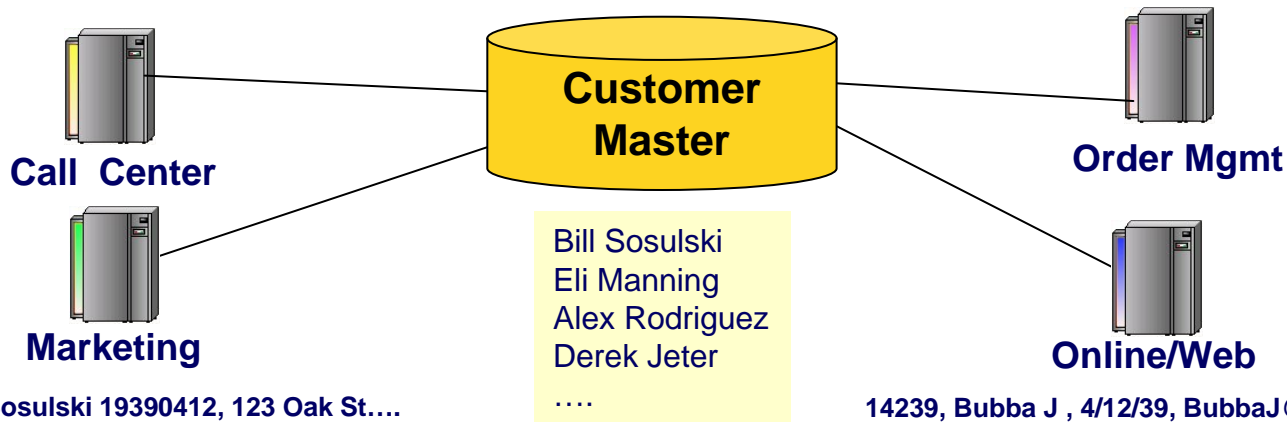 Customer
Master
Call Center
Order Mgmt
Bill Sosulski
Eli Manning
Alex Rodriguez
Derek Jeter
….
Marketing
Online/Web
osulski 19390412, 123 Oak St….
14239, Bubba J , 4/12/39, BubbaJ